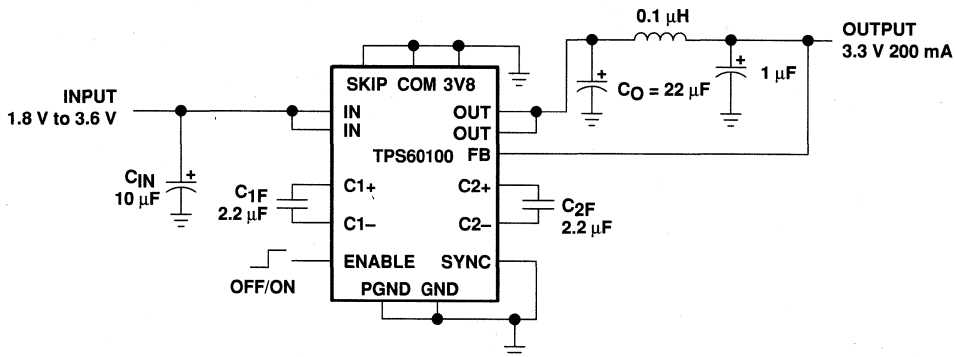 0.1 µH
OUTPUT
3.3 V 200 mA
SKIP COM 3V8
CO = 22 µF
1 µF
INPUT
1.8 V to 3.6 V
IN
OUT
IN
OUT
TPS60100 FB
CIN
10 µF
C1F
2.2 µF
C1+
C2+
C1–
C2–
C2F
2.2 µF
OFF/ON
ENABLE
SYNC
PGND GND